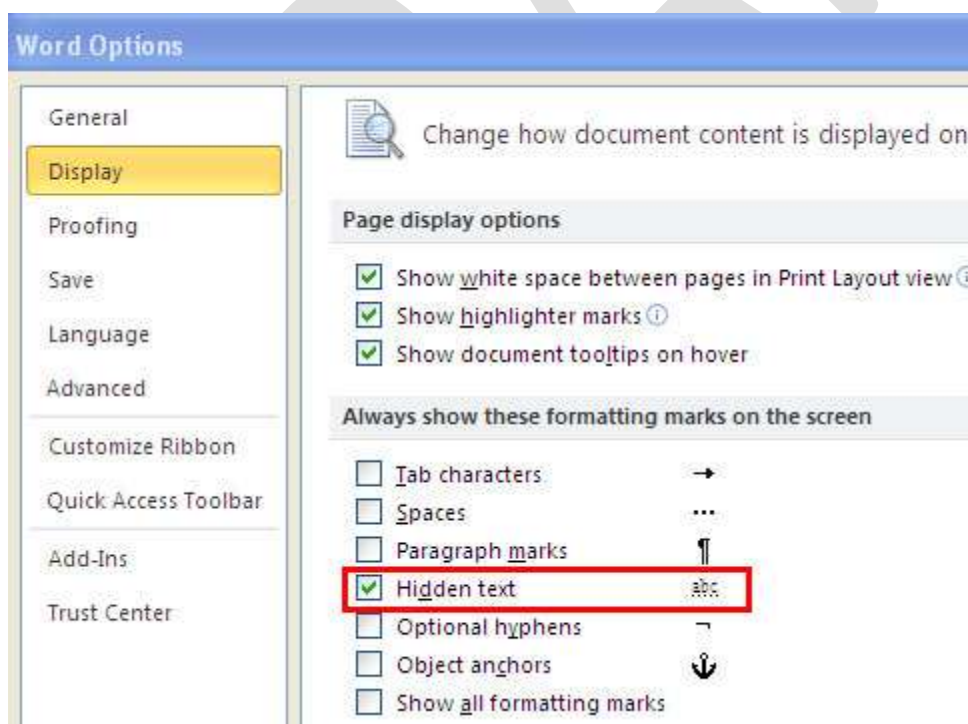 Word Options
General
Display
Proofing
Save
Language
Advanced
Customize Ribbon
Quick Access Toolbar
Add-Ins
Trust Center
Change how document content is displayed on
Page display options
Show white space between pages in Print Layout view
Show highlighter marks
Show document tooltips on hover
Always show these formatting marks on the screen
Tab characters →
Spaces ···
Paragraph marks ¶
Hidden text abc
Optional hyphens ¬
Object anchors
Show all formatting marks